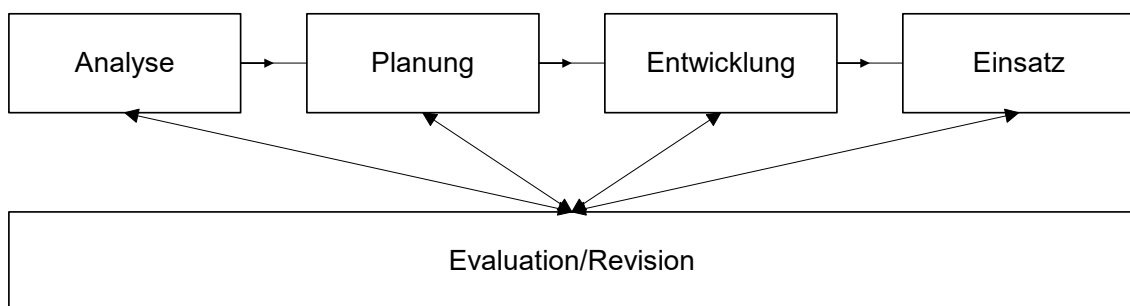 Analyse
Planung
Entwicklung
Einsatz
Evaluation/Revision